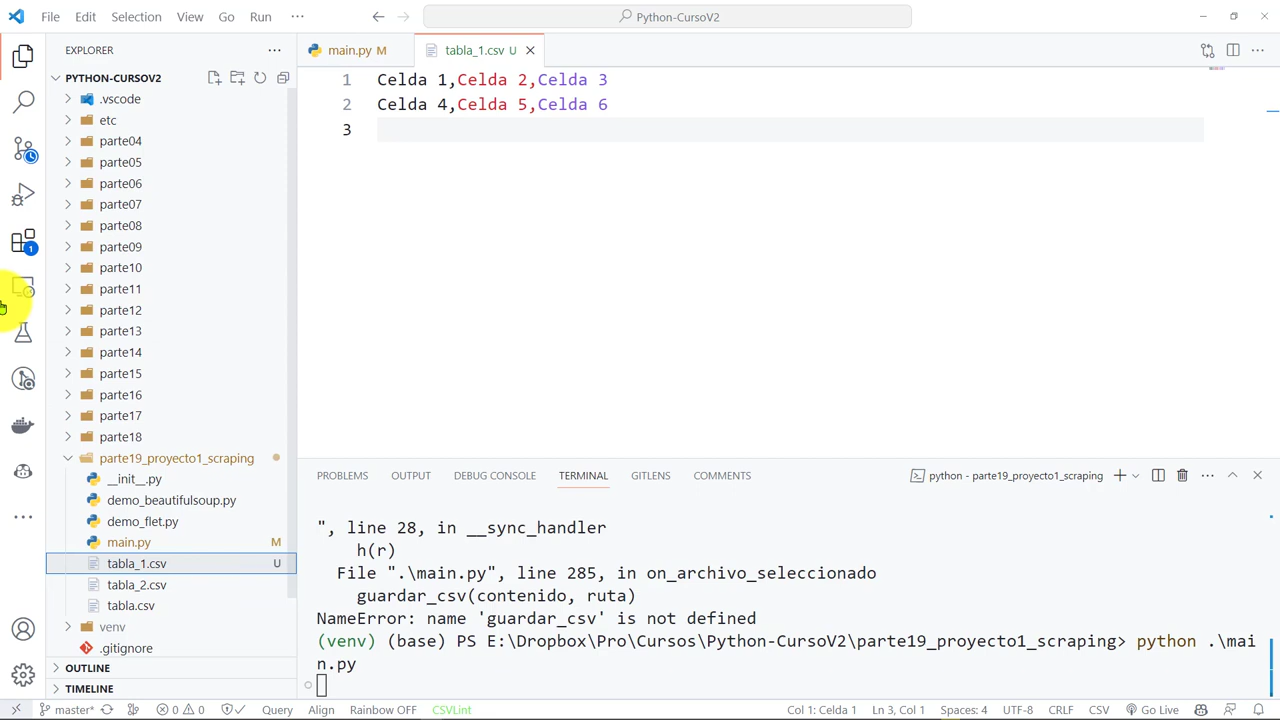 File Edit Selection View Go Run ··· Python-CursoV2
EXPLORER ···
main.py M
tabla_1.csv U
PYTHON-CURSOV2
.vscode
etc
parte04
parte05
parte06
parte07
parte08
parte09
parte10
parte11
parte12
parte13
parte14
parte15
parte16
parte17
parte18
parte19_proyecto1_scraping
__init__.py
demo_beautifulsoup.py
demo_flet.py
main.py M
tabla_1.csv U
tabla_2.csv
tabla.csv
venv
.gitignore
OUTLINE
TIMELINE
1
1 Celda 1,Celda 2,Celda 3
2 Celda 4,Celda 5,Celda 6
3
PROBLEMS OUTPUT DEBUG CONSOLE TERMINAL GITLENS COMMENTS python - parte19_proyecto1_scraping
", line 28, in __sync_handler
h(r)
File ".\main.py", line 285, in on_archivo_seleccionado
guardar_csv(contenido, ruta)
NameError: name 'guardar_csv' is not defined
(venv) (base) PS E:\Dropbox\Pro\Cursos\Python-CursoV2\parte19_proyecto1_scraping> python .\mai
n.py
master* 0 0 Query Align Rainbow OFF CSVLint Col: 1: Celda 1 Ln 3, Col 1 Spaces: 4 UTF-8 CRLF CSV Go Live